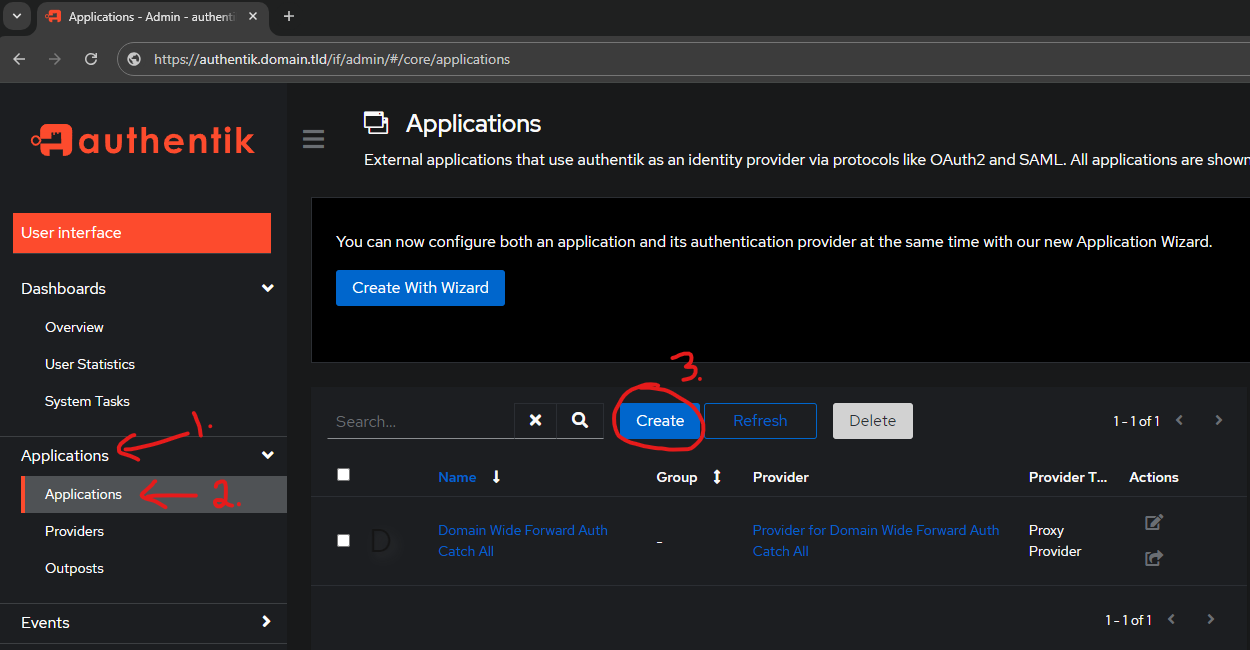 Applications - Admin - authenti
https://authentik.domain.tld/if/admin/#/core/applications
authentik
User interface
Dashboards
Overview
User Statistics
System Tasks
1.
Applications
Applications
2.
Providers
Outposts
Events
Applications
External applications that use authentik as an identity provider via protocols like OAuth2 and SAML. All applications are shown
You can now configure both an application and its authentication provider at the same time with our new Application Wizard.
Create With Wizard
3.
Search...
Create
Refresh
Delete
1 - 1 of 1
Name
Group
Provider
Provider T...
Actions
D
Domain Wide Forward Auth
Catch All
-
Provider for Domain Wide Forward Auth
Catch All
Proxy
Provider
1 - 1 of 1